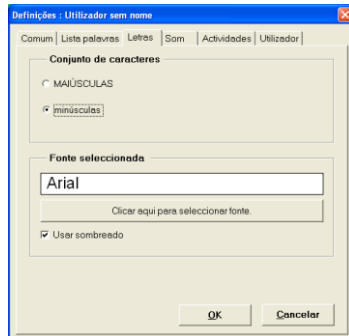 Definições : Utilizador sem nome
Comum Lista palavras Letras Som Actividades Utilizador
Conjunto de caracteres
MAIÚSCULAS
minúsculas
Fonte seleccionada
Arial
Clicar aqui para seleccionar fonte.
Usar sombreado
OK Cancelar